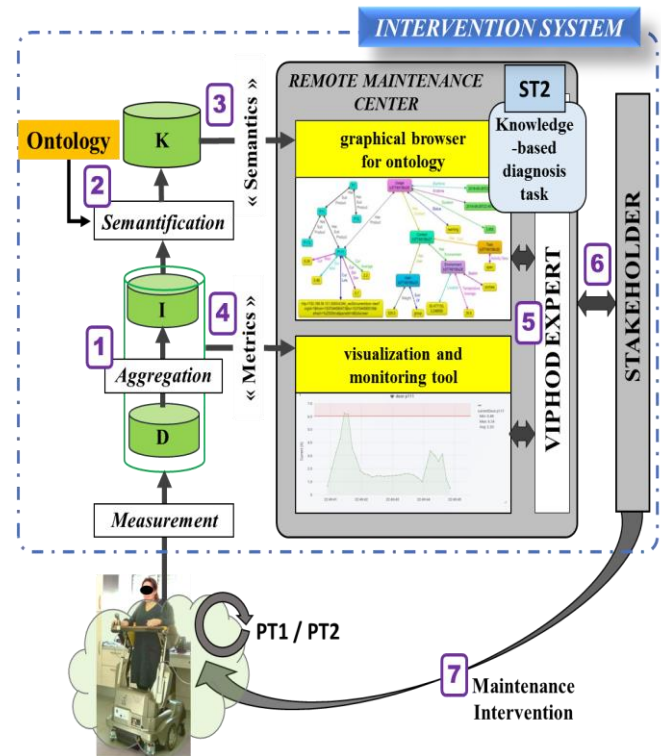 INTERVENTION SYSTEM
REMOTE MAINTENANCE
CENTER
ST2
Knowledge
-based
diagnosis
task
graphical browser
for ontology
3
« Semantics »
K
Ontology
2
Semantification
I
1
4
Aggregation
« Metrics »
D
Measurement
visualization and
monitoring tool
5
VIPHOD EXPERT
6
STAKEHOLDER
PT1 / PT2
7
Maintenance
Intervention